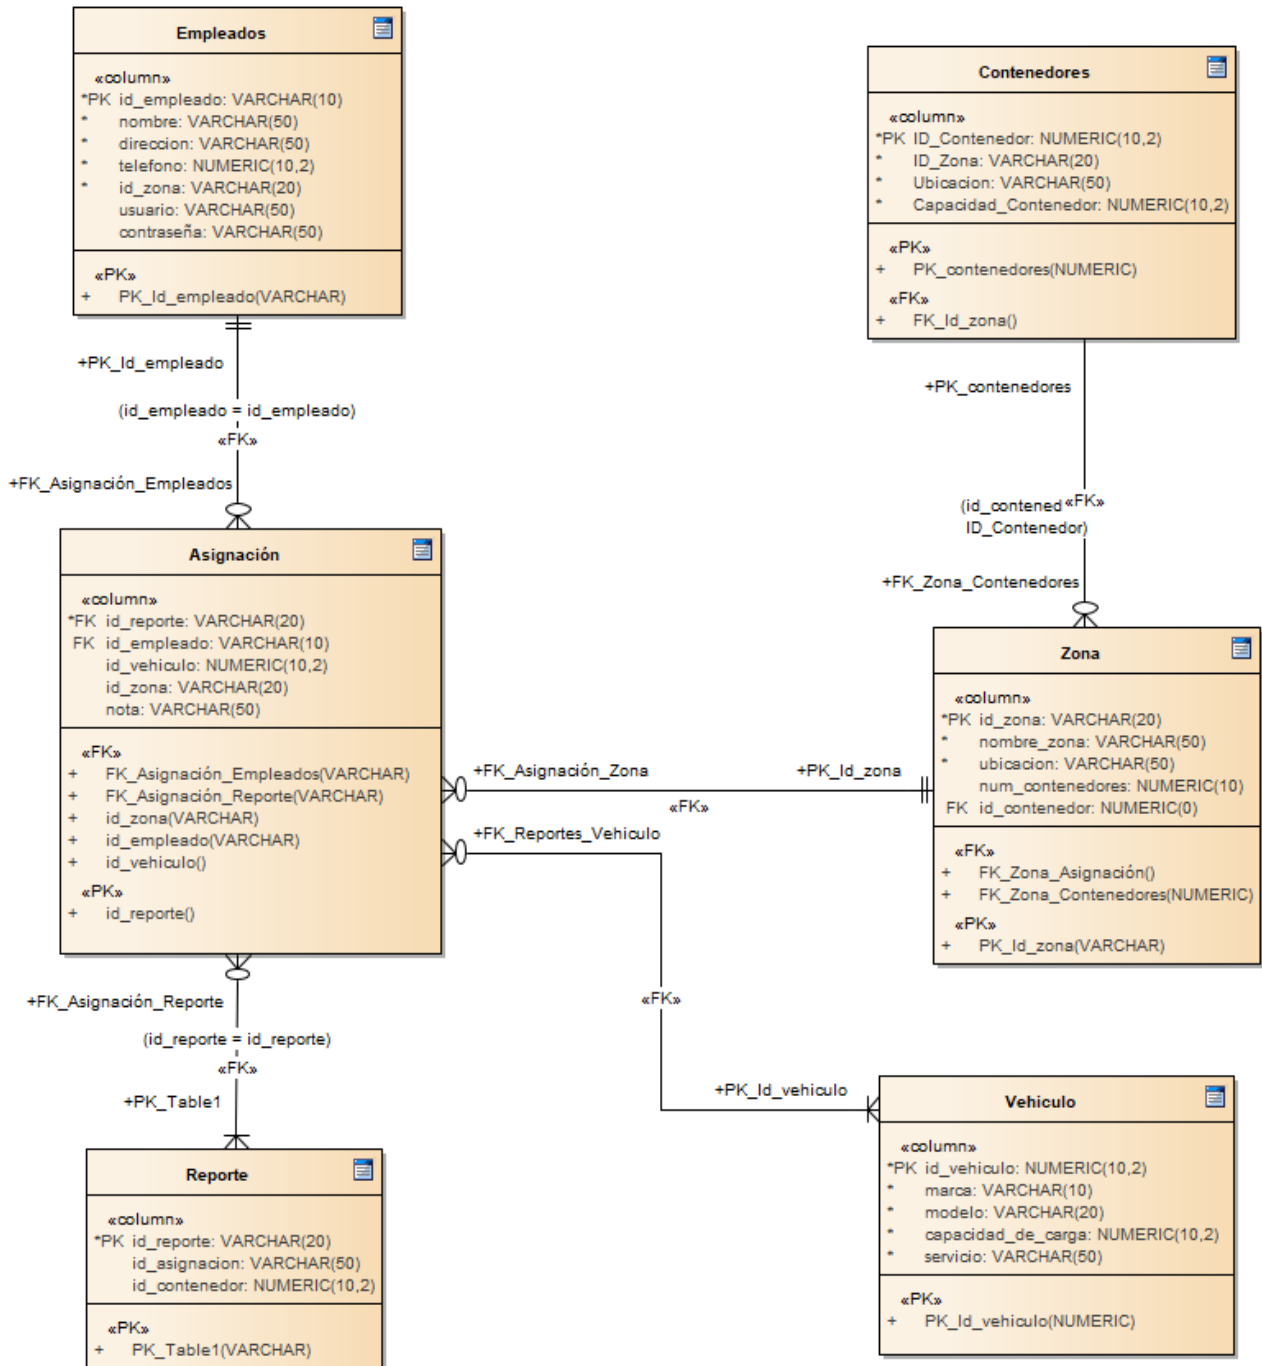 Empleados
«column»
*PK id_empleado: VARCHAR(10)
* nombre: VARCHAR(50)
* direccion: VARCHAR(50)
* telefono: NUMERIC(10,2)
* id_zona: VARCHAR(20)
usuario: VARCHAR(50)
contraseña: VARCHAR(50)
«PK»
+ PK_Id_empleado(VARCHAR)
+PK_Id_empleado
(id_empleado = id_empleado)
«FK»
+FK_Asignación_Empleados
Contenedores
«column»
*PK ID_Contenedor: NUMERIC(10,2)
* ID_Zona: VARCHAR(20)
* Ubicacion: VARCHAR(50)
* Capacidad_Contenedor: NUMERIC(10,2)
«PK»
+ PK_contenedores(NUMERIC)
«FK»
+ FK_Id_zona()
+PK_contenedores
(id_contened «FK»
ID_Contenedor)
+FK_Zona_Contenedores
Asignación
«column»
*FK id_reporte: VARCHAR(20)
FK id_empleado: VARCHAR(10)
id_vehiculo: NUMERIC(10,2)
id_zona: VARCHAR(20)
nota: VARCHAR(50)
«FK»
+ FK_Asignación_Empleados(VARCHAR)
+ FK_Asignación_Reporte(VARCHAR)
+ id_zona(VARCHAR)
+ id_empleado(VARCHAR)
+ id_vehiculo()
«PK»
+ id_reporte()
+FK_Asignación_Zona
+PK_Id_zona
«FK»
+FK_Reportes_Vehiculo
Zona
«column»
*PK id_zona: VARCHAR(20)
* nombre_zona: VARCHAR(50)
* ubicacion: VARCHAR(50)
num_contenedores: NUMERIC(10)
FK id_contenedor: NUMERIC(0)
«FK»
+ FK_Zona_Asignación()
+ FK_Zona_Contenedores(NUMERIC)
«PK»
+ PK_Id_zona(VARCHAR)
+FK_Asignación_Reporte
(id_reporte = id_reporte)
«FK»
+PK_Table1
«FK»
+PK_Id_vehiculo
Reporte
«column»
*PK id_reporte: VARCHAR(20)
id_asignacion: VARCHAR(50)
id_contenedor: NUMERIC(10,2)
«PK»
+ PK_Table1(VARCHAR)
Vehiculo
«column»
*PK id_vehiculo: NUMERIC(10,2)
* marca: VARCHAR(10)
* modelo: VARCHAR(20)
* capacidad_de_carga: NUMERIC(10,2)
* servicio: VARCHAR(50)
«PK»
+ PK_Id_vehiculo(NUMERIC)